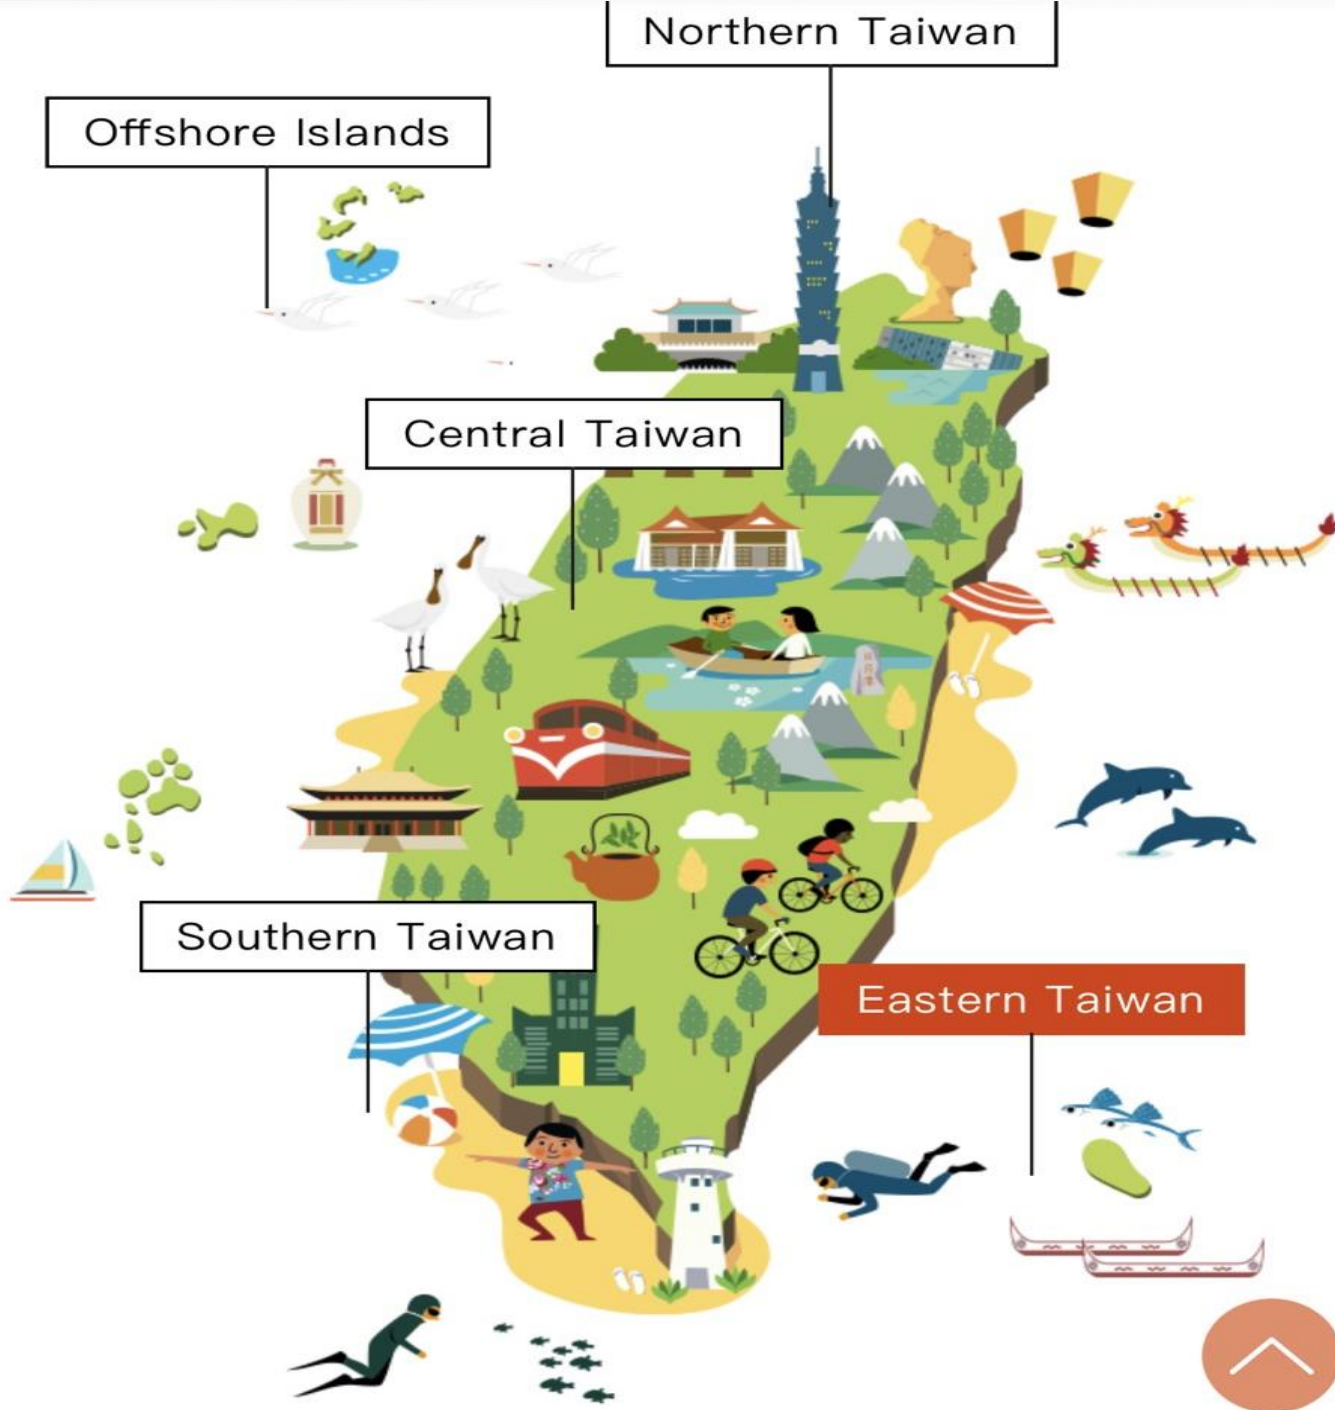 Northern Taiwan
Offshore Islands
Central Taiwan
Southern Taiwan
Eastern Taiwan